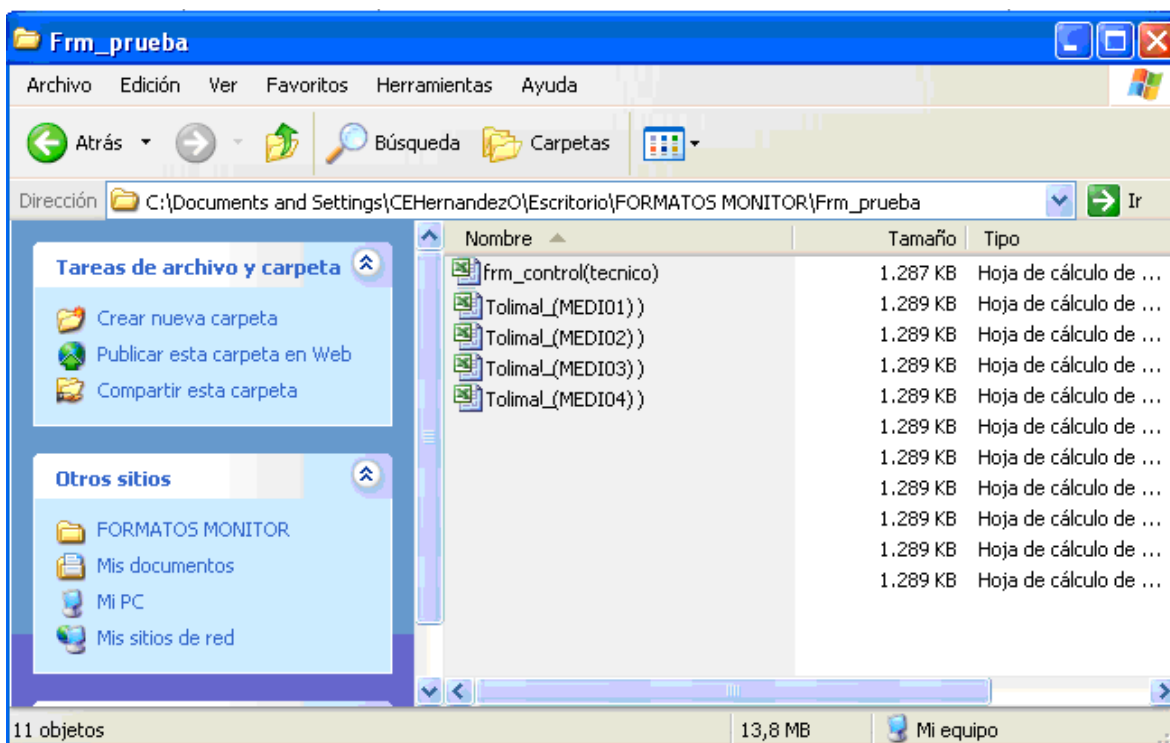 Frm_prueba
Archivo Edición Ver Favoritos Herramientas Ayuda
Atrás Búsqueda Carpetas
Dirección C:\Documents and Settings\CEHernandezO\Escritorio\FORMATOS MONITOR\Frm_prueba Ir
Tareas de archivo y carpeta
Crear nueva carpeta
Publicar esta carpeta en Web
Compartir esta carpeta
Otros sitios
FORMATOS MONITOR
Mis documentos
Mi PC
Mis sitios de red
Nombre Tamaño Tipo
frm_control(tecnico) 1.287 KB Hoja de cálculo de ...
Tolimal_(MEDI01)) 1.289 KB Hoja de cálculo de ...
Tolimal_(MEDI02)) 1.289 KB Hoja de cálculo de ...
Tolimal_(MEDI03)) 1.289 KB Hoja de cálculo de ...
Tolimal_(MEDI04)) 1.289 KB Hoja de cálculo de ...
1.289 KB Hoja de cálculo de ...
1.289 KB Hoja de cálculo de ...
1.289 KB Hoja de cálculo de ...
1.289 KB Hoja de cálculo de ...
1.289 KB Hoja de cálculo de ...
1.289 KB Hoja de cálculo de ...
11 objetos 13,8 MB Mi equipo